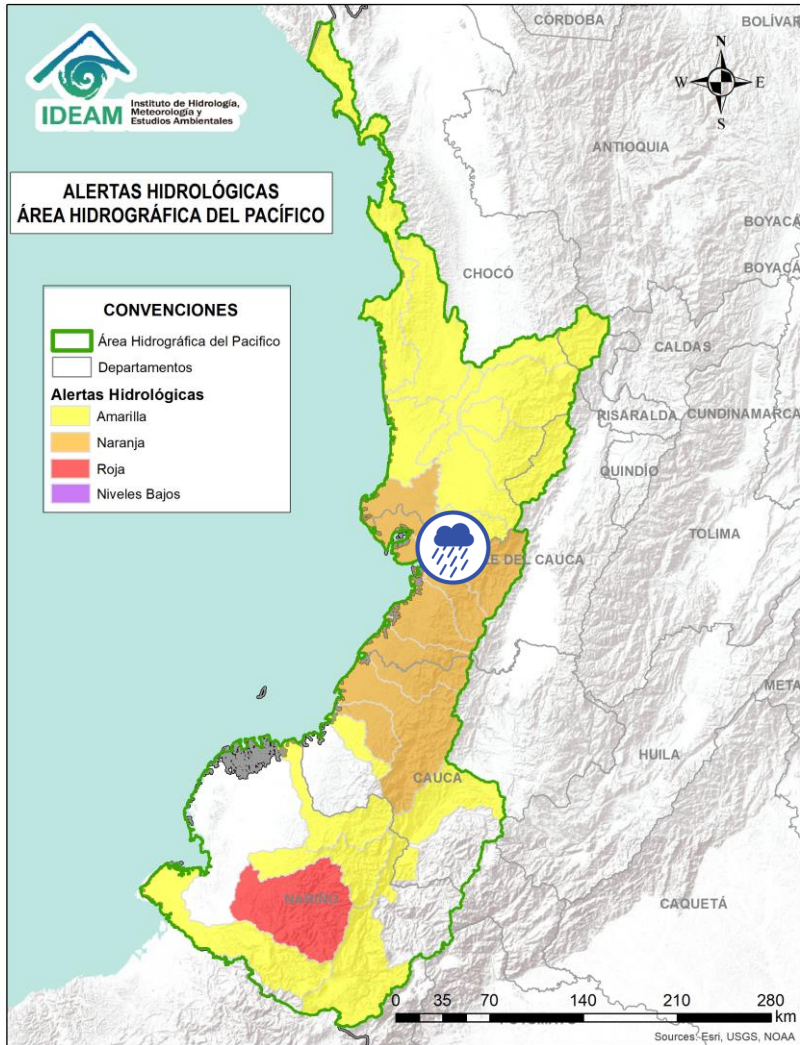 CÓRDOBA
BOLÍVAR
N
W
E
S
IDEAM
Instituto de Hidrología,
Meteorología y
Estudios Ambientales
ANTIOQUIA
ALERTAS HIDROLÓGICAS
ÁREA HIDROGRÁFICA DEL PACÍFICO
BOYACÁ
BOYACÁ
CHOCÓ
CONVENCIONES
Área Hidrográfica del Pacifico
Departamentos
Alertas Hidrológicas
Amarilla
Naranja
Roja
Niveles Bajos
CALDAS
RISARALDA
CUNDINAMARCA
QUINDÍO
TOLIMA
LE DEL CAUCA
META
HUILA
CAUCA
NARIÑO
CAQUETÁ
0 35 70 140 210 280
km
Sources: Esri, USGS, NOAA